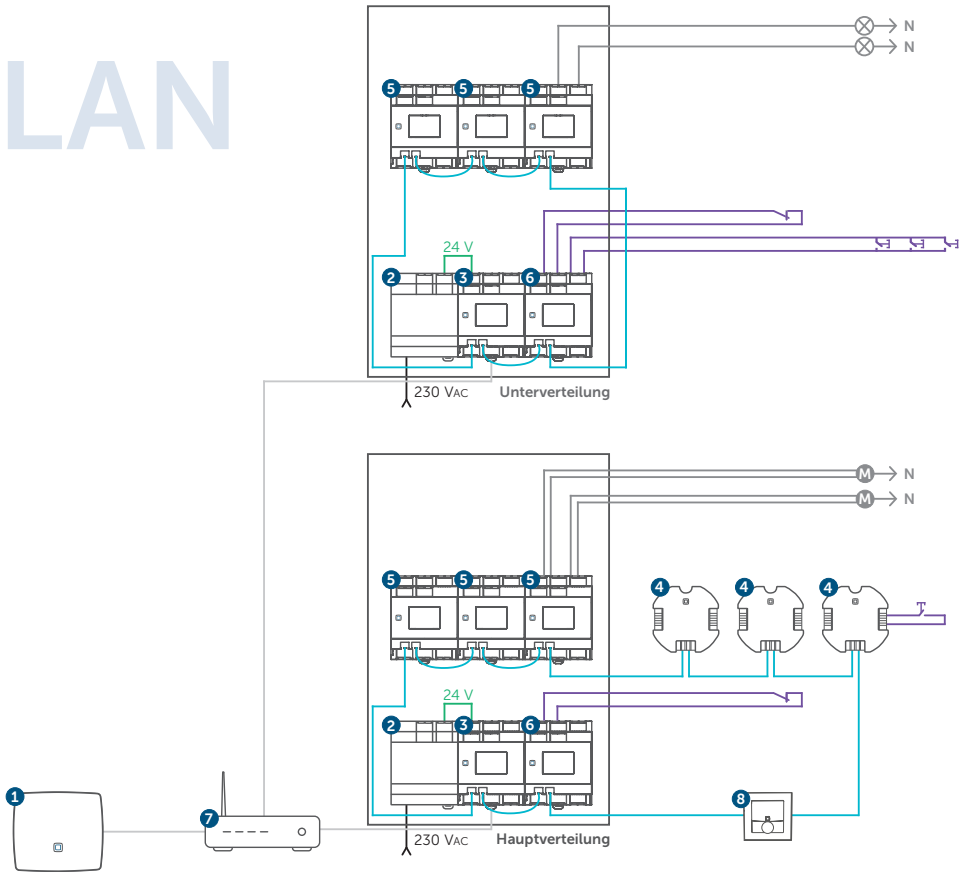 LAN
N
N
5 5 5
24 V
2 3 6
230 VAC Unterverteilung
M N
M N
5 5 5 4 4 4
24 V
2 3 6
1 7 8
230 VAC Hauptverteilung